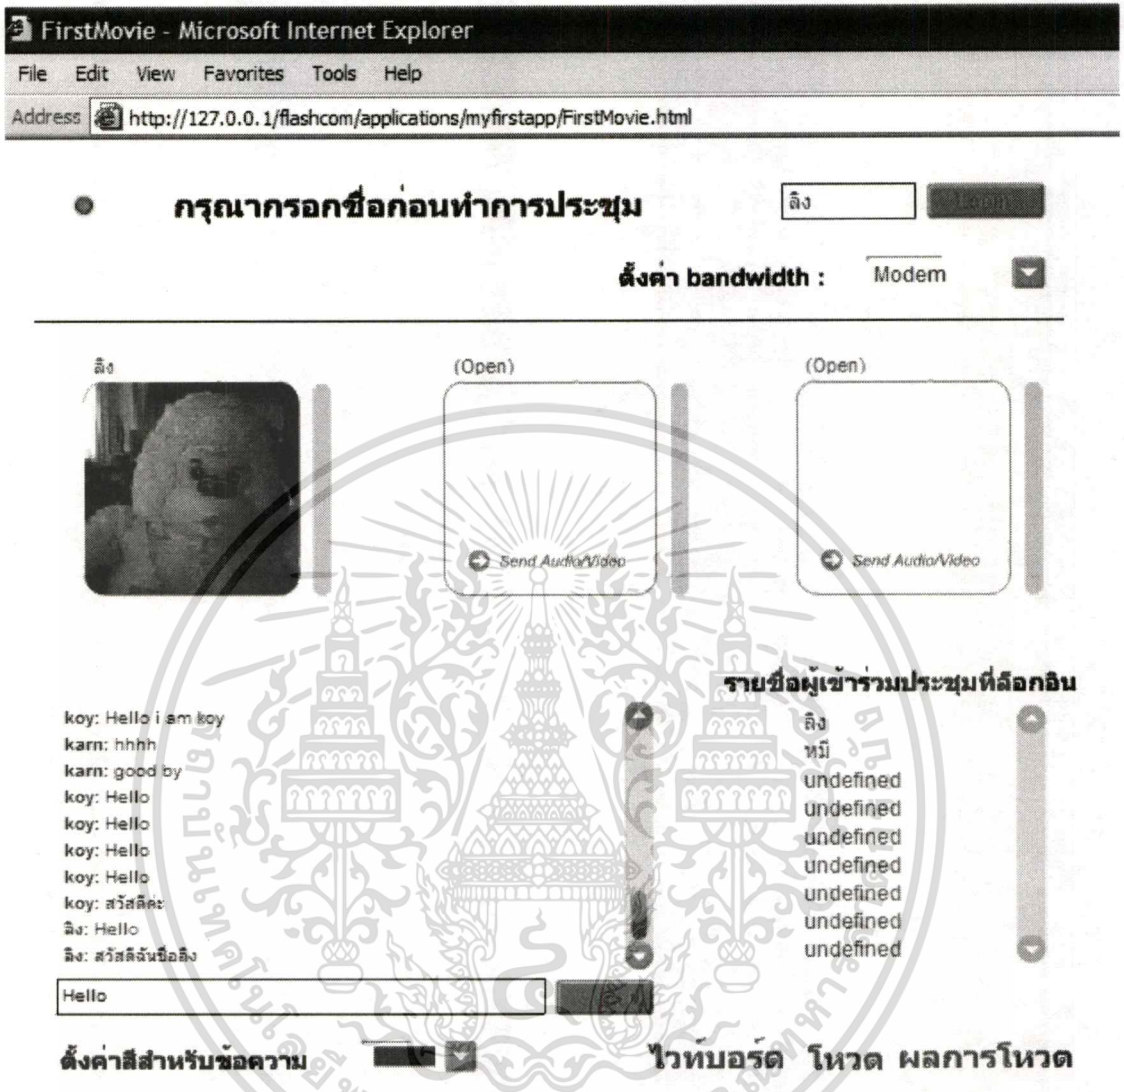 FirstMovie - Microsoft Internet Explorer
File Edit View Favorites Tools Help
Address http://127.0.0.1/flashcom/applications/myfirstapp/FirstMovie.html
กรุณากรอกชื่อก่อนทำการประชุม ลิง
ตั้งค่า bandwidth : Modem
ลิง (Open) (Open)
Send Audio/Video Send Audio/Video
รายชื่อผู้เข้าร่วมประชุมที่ล็อกอิน
koy: Hello i am koy
karn: hhhh
karn: good by
koy: Hello
koy: Hello
koy: Hello
koy: Hello
koy: สวัสดีค่ะ
ลิง: Hello
ลิง: สวัสดีฉันชื่อลิง
ลิง
หมี
undefined
undefined
undefined
undefined
undefined
undefined
undefined
Hello
ตั้งค่าสีสำหรับข้อความ
ไวท์บอร์ด โหวด ผลการโหวต